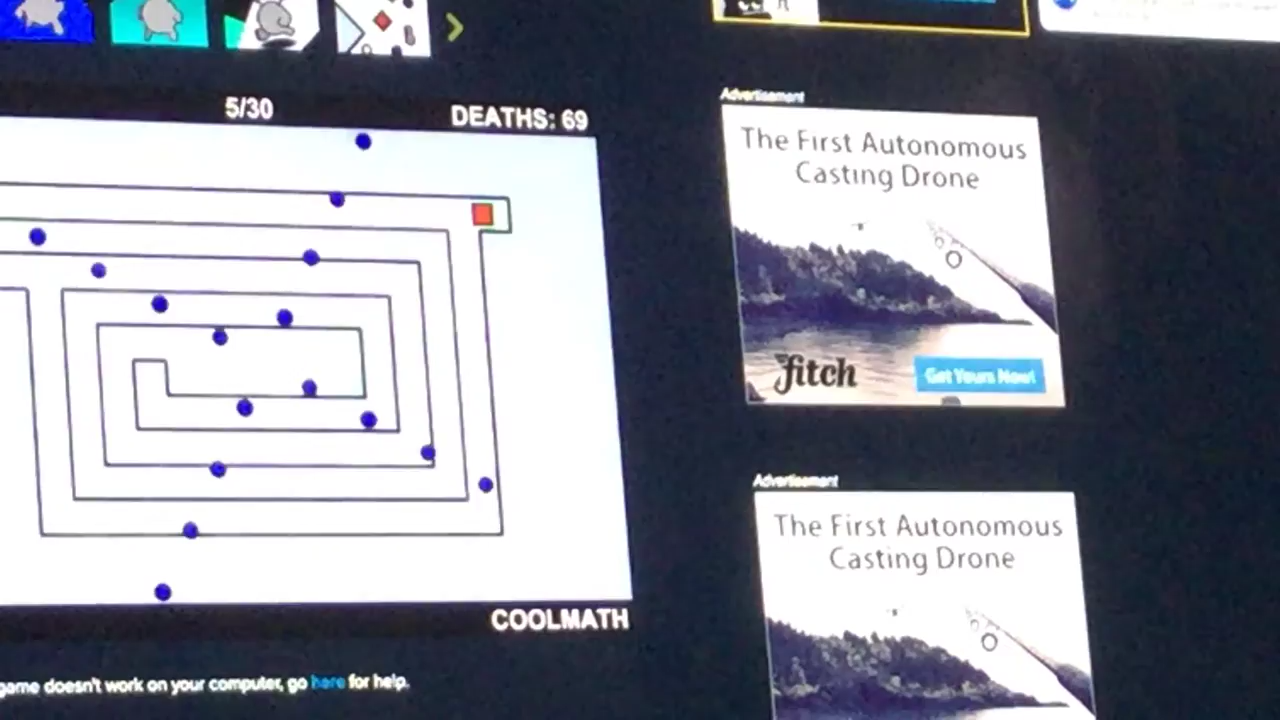 5/30
DEATHS: 69
Advertisement
The First Autonomous
Casting Drone
fitch
Get Yours Now!
Advertisement
The First Autonomous
Casting Drone
COOLMATH
game doesn't work on your computer, go here for help.